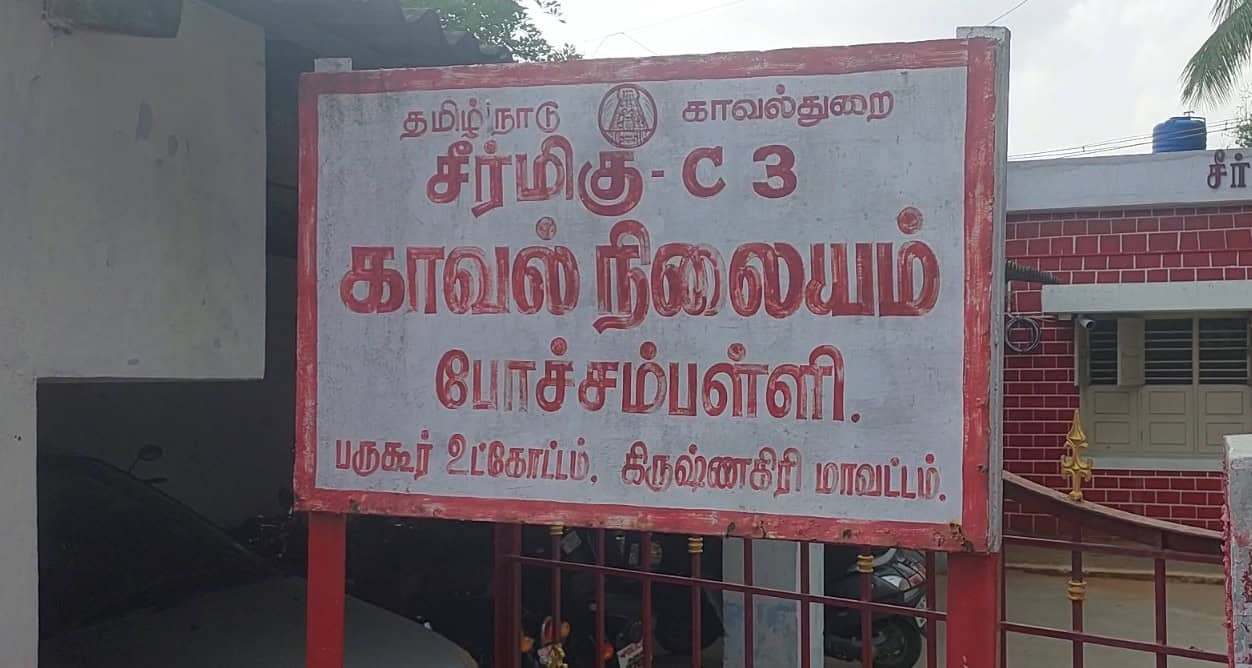 தமிழ்நாடு காவல்துறை
சீர்மிகு - C 3
காவல் நிலையம்
போச்சம்பள்ளி.
பருகூர் உட்கோட்டம். கிருஷ்ணகிரி மாவட்டம்.
சீர்